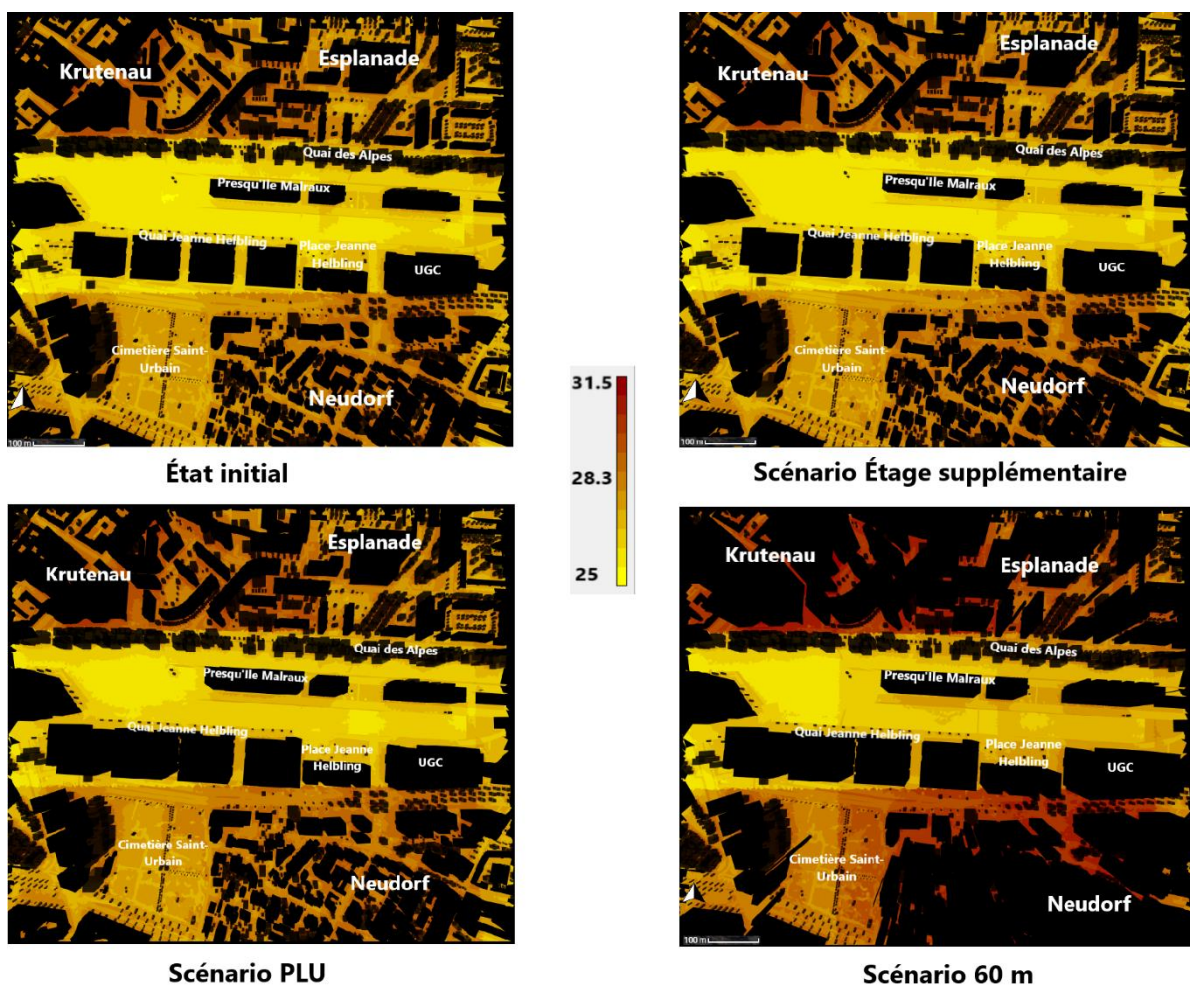 Krutenau
Esplanade
Quai des Alpes
Presqu'Ile Malraux
Quai Jeanne Helbling
Place Jeanne
Helbling
UGC
Cimetière Saint-
Urbain
Neudorf
100 m
État initial
Krutenau
Esplanade
Quai des Alpes
Presqu'Ile Malraux
Quai Jeanne Helbling
Place Jeanne
Helbling
UGC
Cimetière Saint-
Urbain
Neudorf
100 m
Scénario Étage supplémentaire
31.5
28.3
25
Krutenau
Esplanade
Quai des Alpes
Presqu'Ile Malraux
Quai Jeanne Helbling
Place Jeanne
Helbling
UGC
Cimetière Saint-
Urbain
Neudorf
Scénario PLU
Krutenau
Esplanade
Quai des Alpes
Presqu'Ile Malraux
Quai Jeanne Helbling
Place Jeanne
Helbling
UGC
Cimetière Saint-
Urbain
Neudorf
100 m
Scénario 60 m